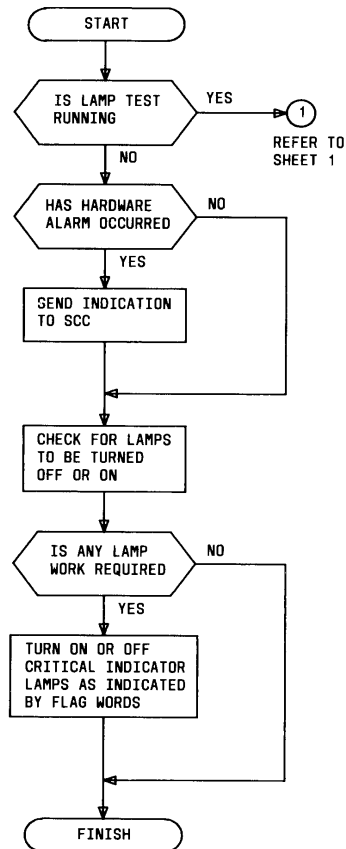 START
IS LAMP TEST
RUNNING
YES
1
REFER TO
SHEET 1
NO
HAS HARDWARE
ALARM OCCURRED
NO
YES
SEND INDICATION
TO SCC
CHECK FOR LAMPS
TO BE TURNED
OFF OR ON
IS ANY LAMP
WORK REQUIRED
NO
YES
TURN ON OR OFF
CRITICAL INDICATOR
LAMPS AS INDICATED
BY FLAG WORDS
FINISH